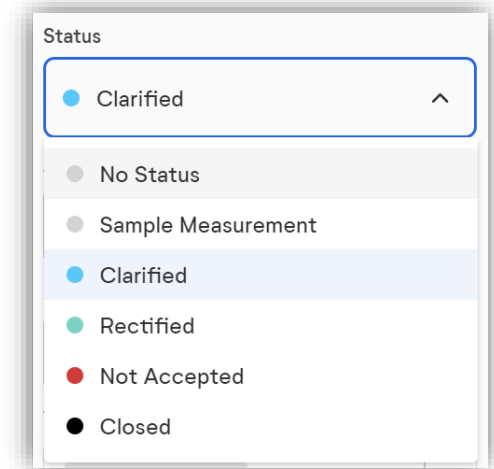 Status
Clarified
No Status
Sample Measurement
Clarified
Rectified
Not Accepted
Closed